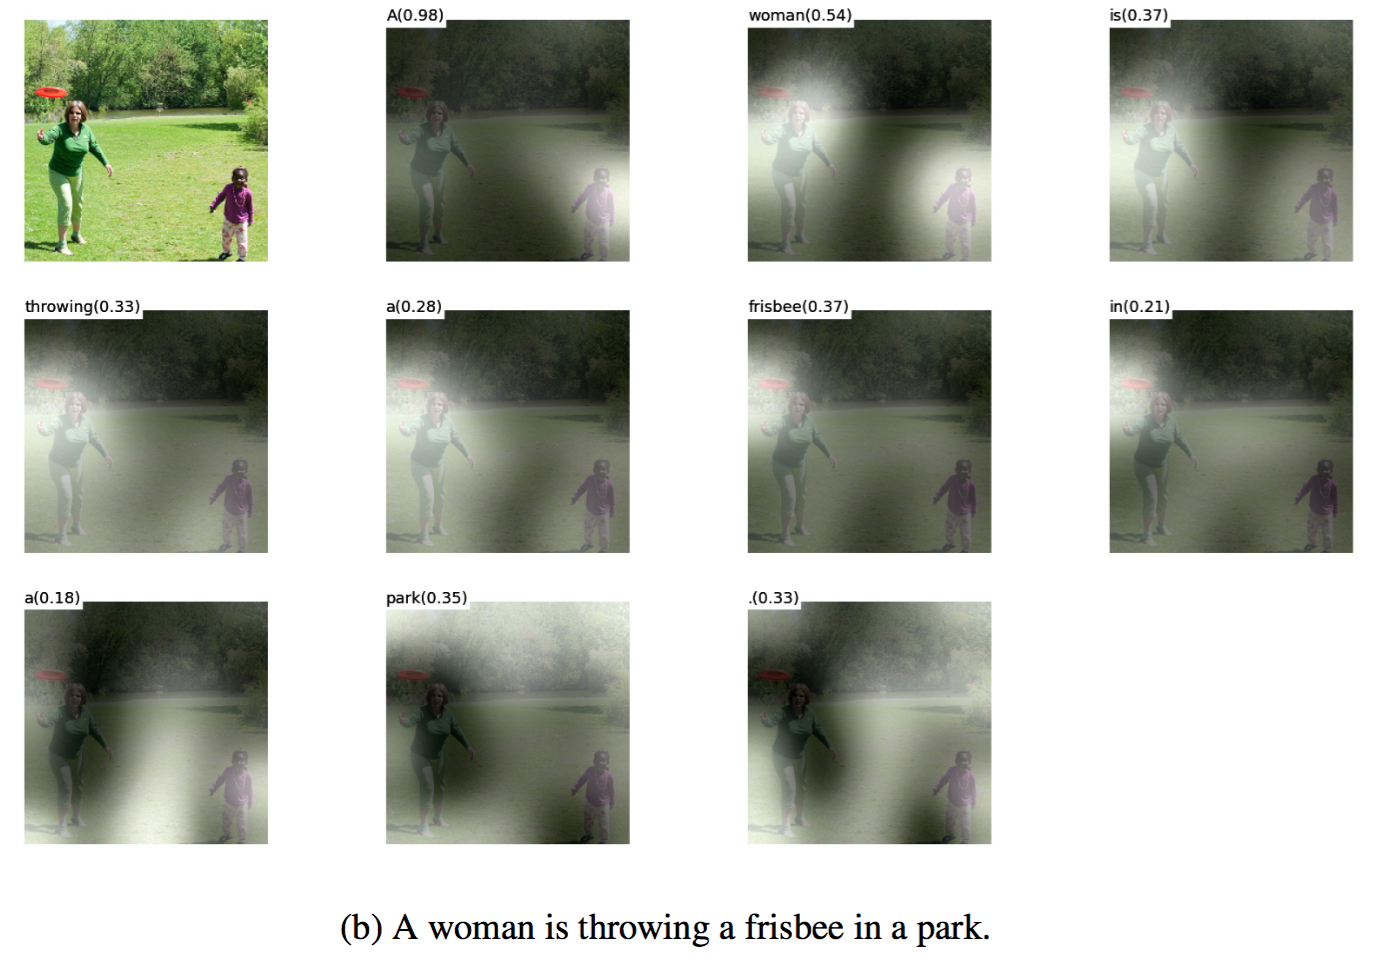 A(0.98)
woman(0.54)
is(0.37)
throwing(0.33)
a(0.28)
frisbee(0.37)
in(0.21)
a(0.18)
park(0.35)
.(0.33)
(b) A woman is throwing a frisbee in a park.